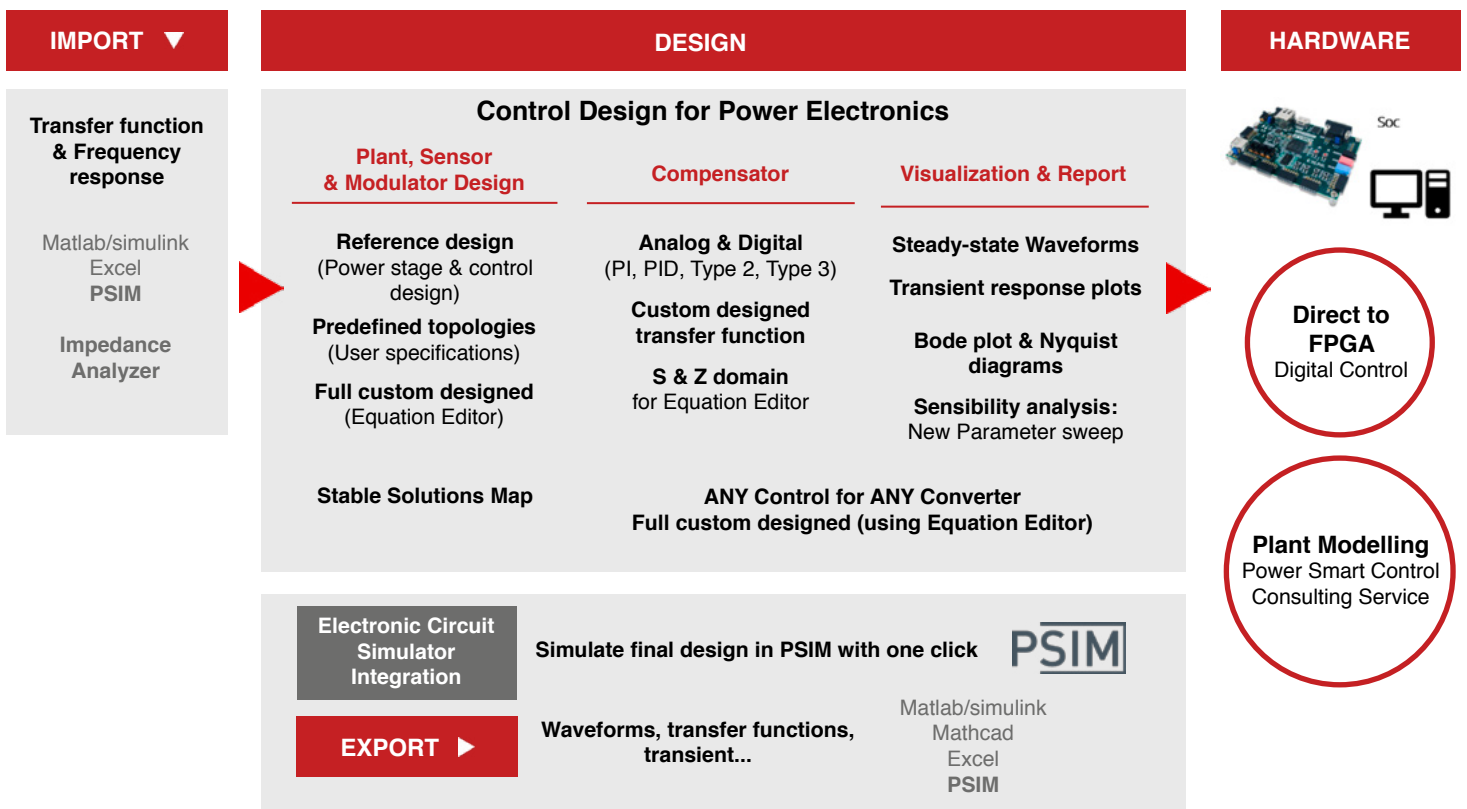 IMPORT
Transfer function
& Frequency
response
Matlab/simulink
Excel
PSIM
Impedance
Analyzer
DESIGN
Control Design for Power Electronics
Plant, Sensor
& Modulator Design
Reference design
(Power stage & control
design)
Predefined topologies
(User specifications)
Full custom designed
(Equation Editor)
Compensator
Analog & Digital
(PI, PID, Type 2, Type 3)
Custom designed
transfer function
S & Z domain
for Equation Editor
Visualization & Report
Steady-state Waveforms
Transient response plots
Bode plot & Nyquist
diagrams
Sensibility analysis:
New Parameter sweep
Stable Solutions Map
ANY Control for ANY Converter
Full custom designed (using Equation Editor)
Electronic Circuit
Simulator
Integration
Simulate final design in PSIM with one click
PSIM
EXPORT
Waveforms, transfer functions,
transient...
Matlab/simulink
Mathcad
Excel
PSIM
HARDWARE
Soc
Direct to
FPGA
Digital Control
Plant Modelling
Power Smart Control
Consulting Service